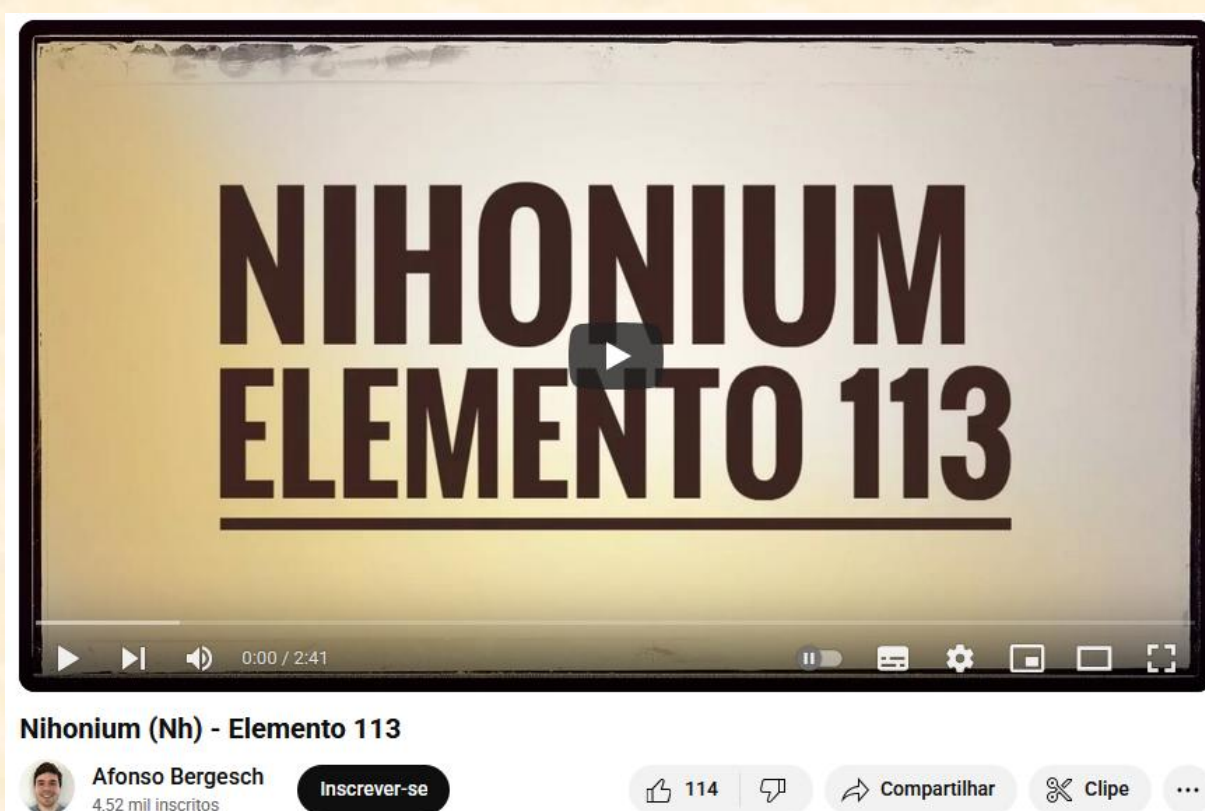 NIHONIUM
ELEMENTO 113
0:00 / 2:41
Nihonium (Nh) - Elemento 113
Afonso Bergesch
4,52 mil inscritos
Inscrever-se
114
Compartilhar
Clipe